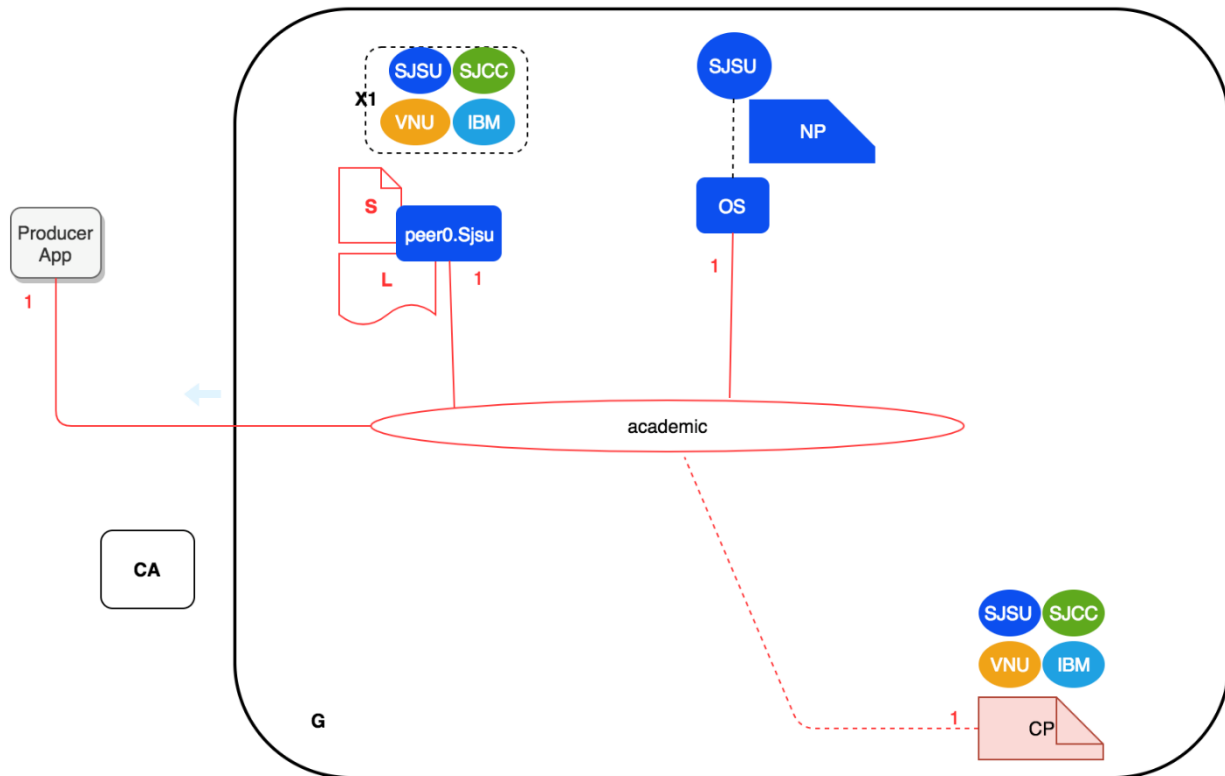 SJSU SJCC
X1
VNU IBM
SJSU
NP
S
OS
peer0.Sjsu
Producer
App
1
L
1
1
academic
CA
SJSU SJCC
VNU IBM
G
1
CP